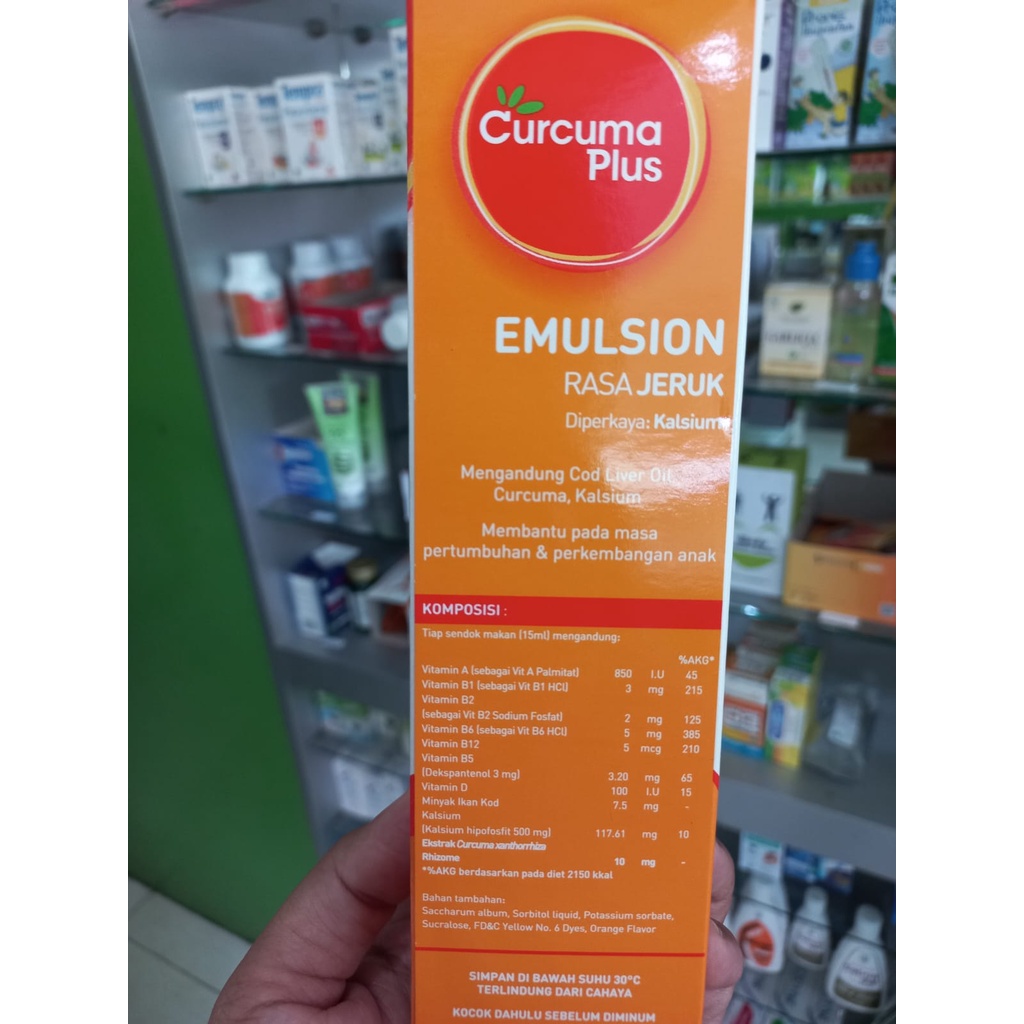 Curcuma
Plus
EMULSION
RASA JERUK
Diperkaya: Kalsium
Mengandung Cod Liver Oil,
Curcuma, Kalsium
Membantu pada masa
pertumbuhan & perkembangan anak
KOMPOSISI :
Tiap sendok makan (15ml) mengandung:
%AKG*
Vitamin A (sebagai Vit A Palmitat) 850 I.U 45
Vitamin B1 (sebagai Vit B1 HCl) 3 mg 215
Vitamin B2
(sebagai Vit B2 Sodium Fosfat) 2 mg 125
Vitamin B6 (sebagai Vit B6 HCl) 5 mg 385
Vitamin B12 5 mcg 210
Vitamin B5
(Dekspantenol 3 mg) 3.20 mg 65
Vitamin D 100 I.U 15
Minyak Ikan Kod 7.5 mg -
Kalsium
(Kalsium hipofosfit 500 mg) 117.61 mg 10
Ekstrak Curcuma xanthorrhiza
Rhizome 10 mg -
*%AKG berdasarkan pada diet 2150 kkal
Bahan tambahan:
Saccharum album, Sorbitol liquid, Potassium sorbate,
Sucralose, FD&C Yellow No. 6 Dyes, Orange Flavor
SIMPAN DI BAWAH SUHU 30°C
TERLINDUNG DARI CAHAYA
KOCOK DAHULU SEBELUM DIMINUM